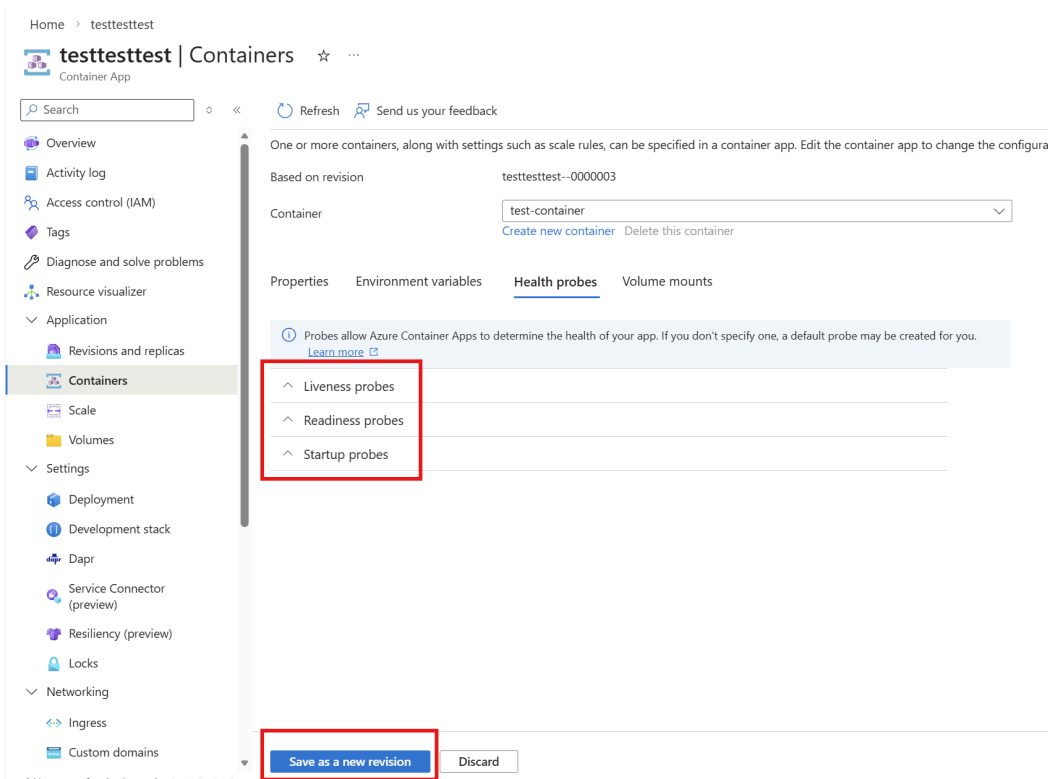 Home > testtesttest
testtesttest | Containers
Container App
Search
Refresh
Send us your feedback
Overview
Activity log
Access control (IAM)
Tags
Diagnose and solve problems
Resource visualizer
Application
Revisions and replicas
Containers
Scale
Volumes
Settings
Deployment
Development stack
dapr Dapr
Service Connector
(preview)
Resiliency (preview)
Locks
Networking
Ingress
Custom domains
One or more containers, along with settings such as scale rules, can be specified in a container app. Edit the container app to change the configura
Based on revision testtesttest--0000003
Container test-container
Create new container Delete this container
Properties Environment variables Health probes Volume mounts
Probes allow Azure Container Apps to determine the health of your app. If you don't specify one, a default probe may be created for you.
Learn more
Liveness probes
Readiness probes
Startup probes
Save as a new revision Discard